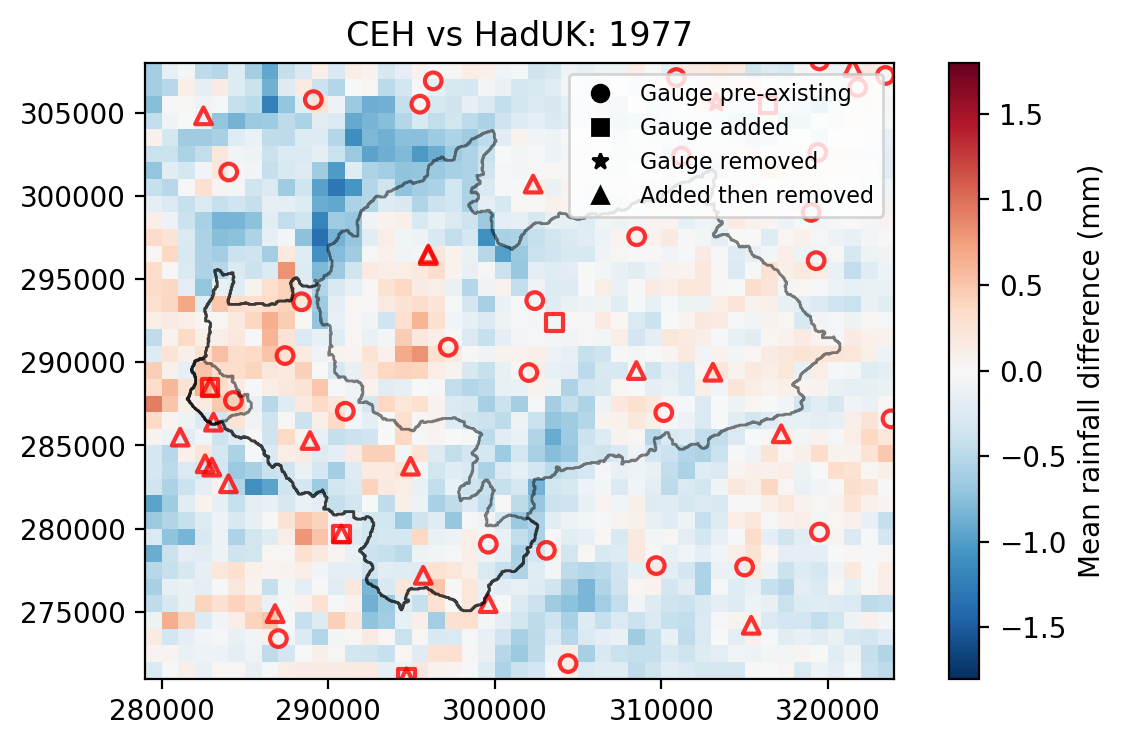 CEH vs HadUK: 1977
Gauge pre-existing
Gauge added
Gauge removed
Added then removed
305000
300000
295000
290000
285000
280000
275000
280000 290000 300000 310000 320000
1.5
1.0
0.5
0.0
−0.5
−1.0
−1.5
Mean rainfall difference (mm)